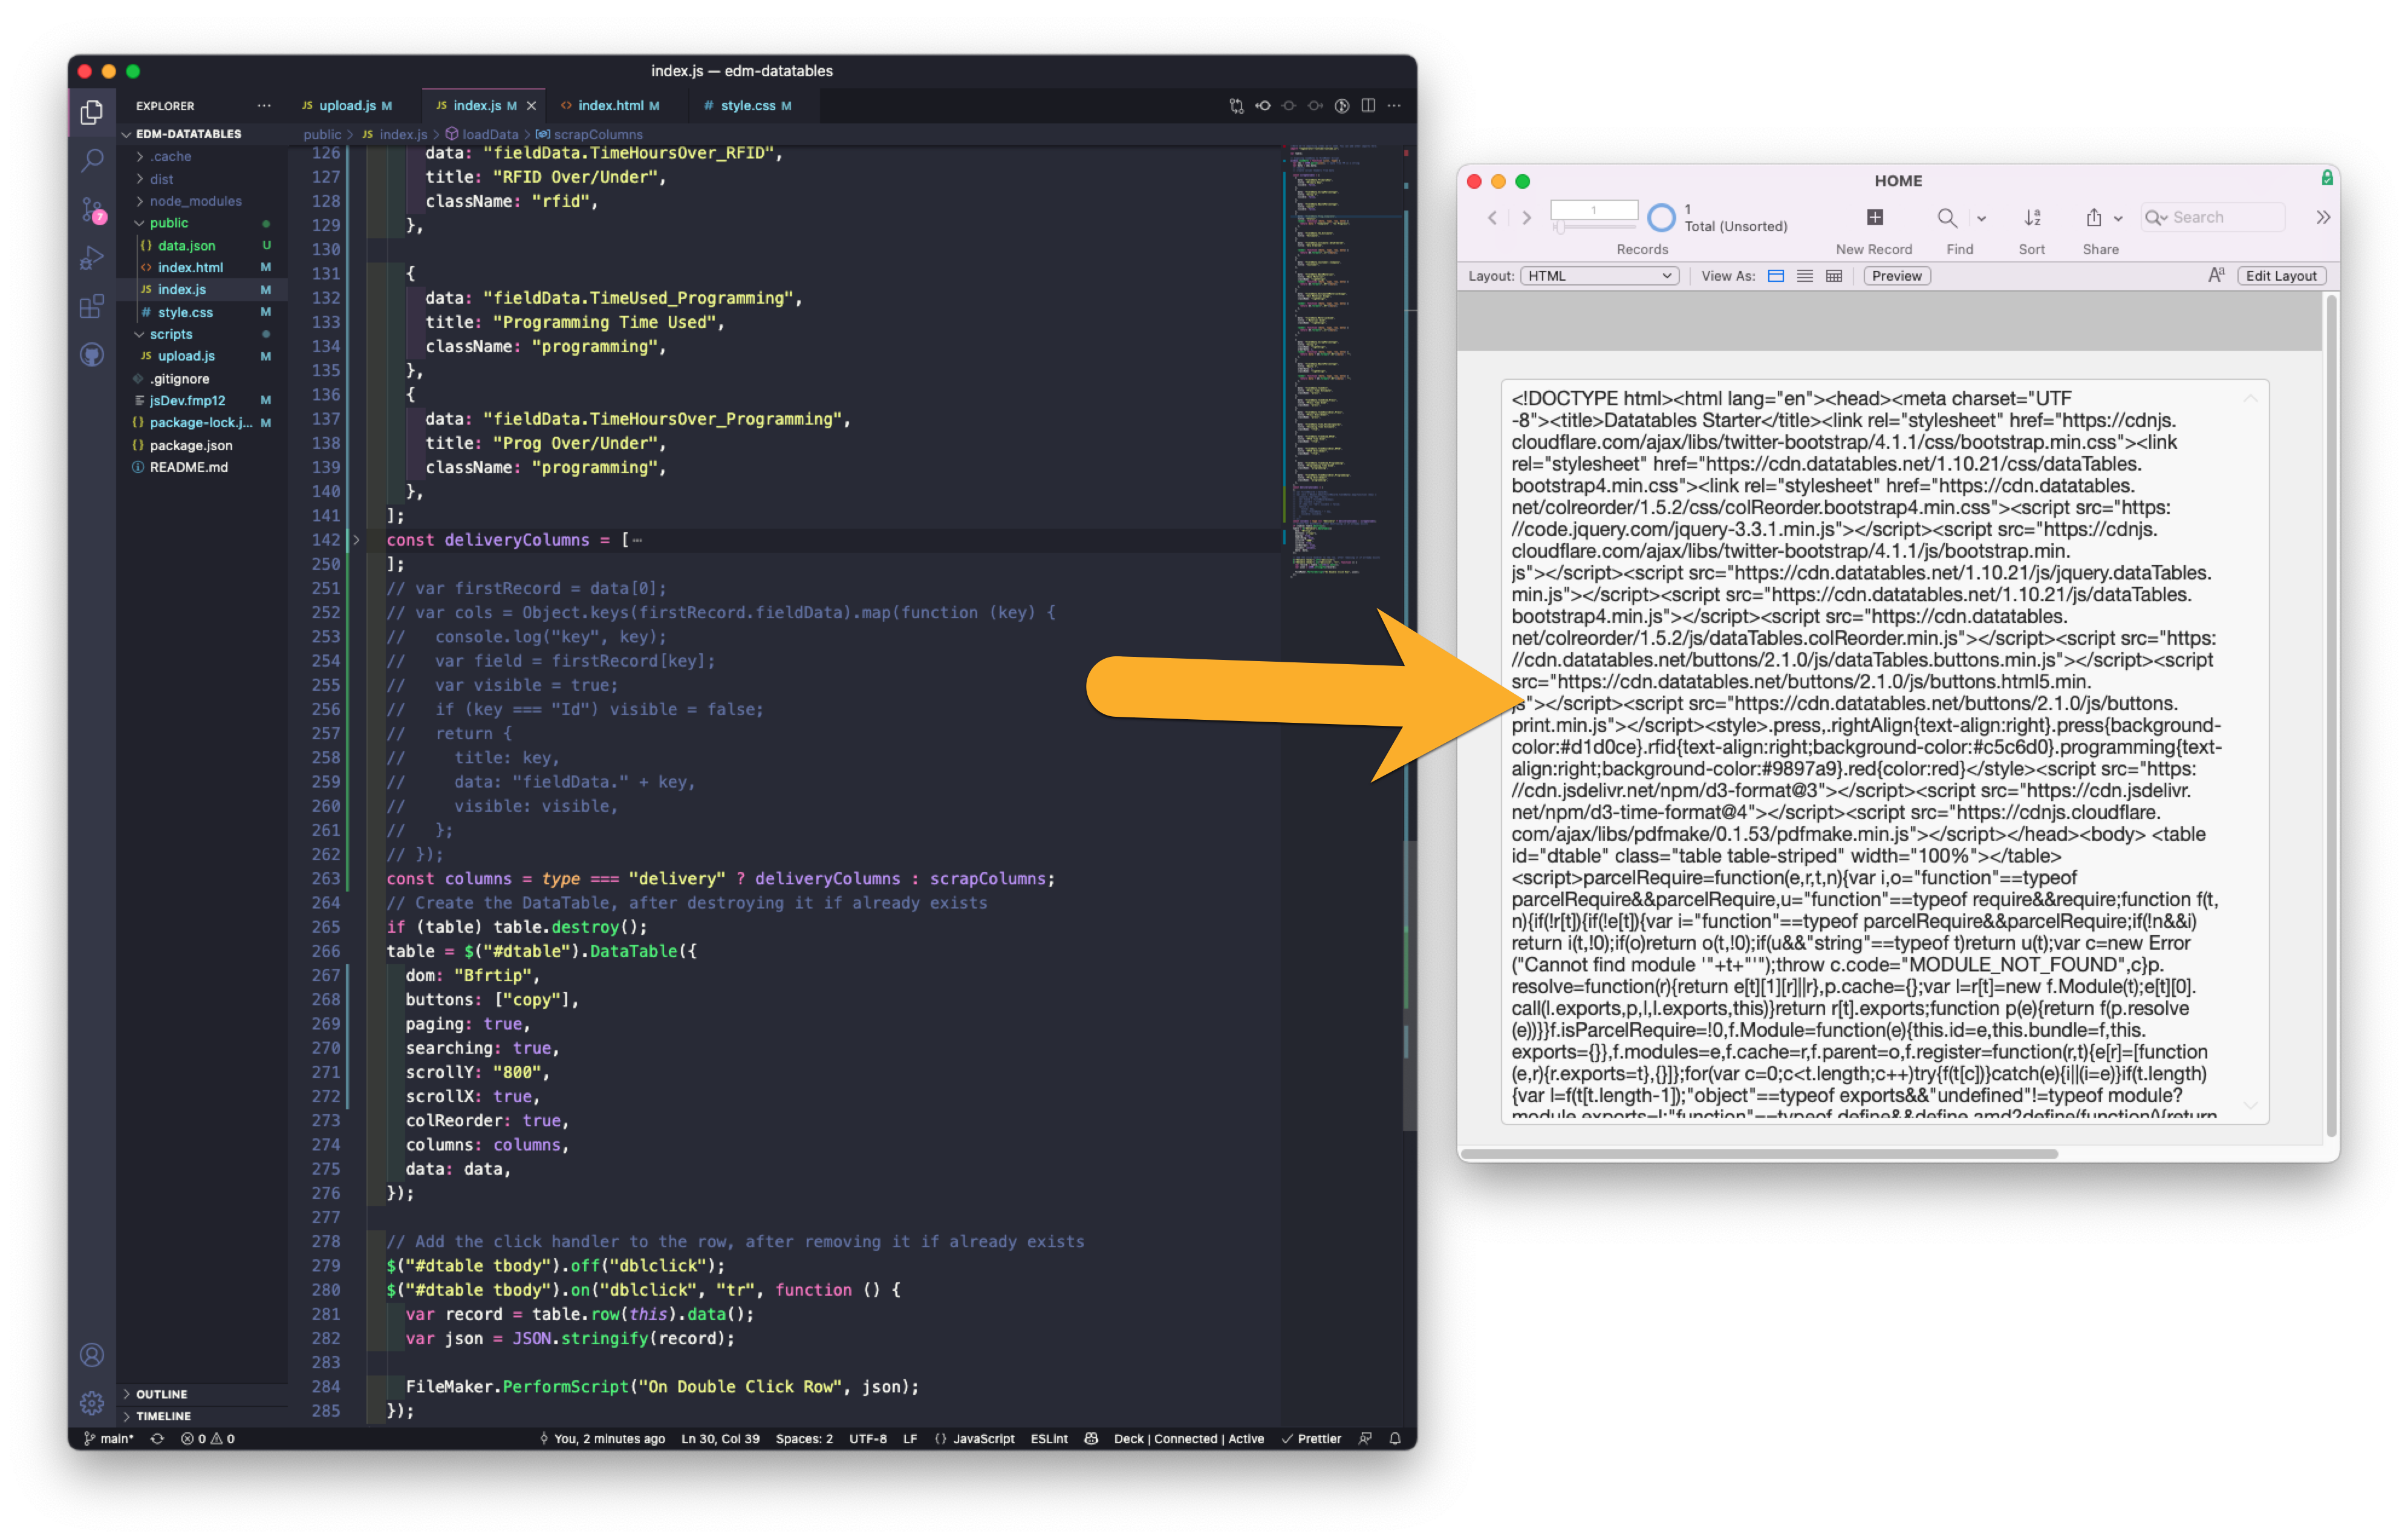 index.js — edm-datatables
EXPLORER
JS upload.js M
JS index.js M
<> index.html M
# style.css M
EDM-DATATABLES
public > JS index.js > loadData > scrapColumns
.cache
dist
node_modules
public
{} data.json U
<> index.html M
JS index.js M
# style.css M
scripts
JS upload.js M
.gitignore
jsDev.fmp12 M
{} package-lock.j... M
{} package.json
README.md
7
OUTLINE
TIMELINE
126 data: "fieldData.TimeHoursOver_RFID",
127 title: "RFID Over/Under",
128 className: "rfid",
129 },
130
131 {
132 data: "fieldData.TimeUsed_Programming",
133 title: "Programming Time Used",
134 className: "programming",
135 },
136 {
137 data: "fieldData.TimeHoursOver_Programming",
138 title: "Prog Over/Under",
139 className: "programming",
140 },
141 ];
142 > const deliveryColumns = [ ⋯
250 ];
251 // var firstRecord = data[0];
252 // var cols = Object.keys(firstRecord.fieldData).map(function (key) {
253 //   console.log("key", key);
254 //   var field = firstRecord[key];
255 //   var visible = true;
256 //   if (key === "Id") visible = false;
257 //   return {
258 //     title: key,
259 //     data: "fieldData." + key,
260 //     visible: visible,
261 //   };
262 // });
263 const columns = type === "delivery" ? deliveryColumns : scrapColumns;
264 // Create the DataTable, after destroying it if already exists
265 if (table) table.destroy();
266 table = $("#dtable").DataTable({
267 dom: "Bfrtip",
268 buttons: ["copy"],
269 paging: true,
270 searching: true,
271 scrollY: "800",
272 scrollX: true,
273 colReorder: true,
274 columns: columns,
275 data: data,
276 });
277
278 // Add the click handler to the row, after removing it if already exists
279 $("#dtable tbody").off("dblclick");
280 $("#dtable tbody").on("dblclick", "tr", function () {
281 var record = table.row(this).data();
282 var json = JSON.stringify(record);
283
284 FileMaker.PerformScript("On Double Click Row", json);
285 });
main* 0 0 You, 2 minutes ago Ln 30, Col 39 Spaces: 2 UTF-8 LF {} JavaScript ESLint Deck | Connected | Active Prettier
HOME
1
1
Total (Unsorted)
Search
Records New Record Find Sort Share
Layout: HTML View As: Preview Aa Edit Layout
<!DOCTYPE html><html lang="en"><head><meta charset="UTF
-8"><title>Datatables Starter</title><link rel="stylesheet" href="https://cdnjs.
cloudflare.com/ajax/libs/twitter-bootstrap/4.1.1/css/bootstrap.min.css"><link
rel="stylesheet" href="https://cdn.datatables.net/1.10.21/css/dataTables.
bootstrap4.min.css"><link rel="stylesheet" href="https://cdn.datatables.
net/colreorder/1.5.2/css/colReorder.bootstrap4.min.css"><script src="https:
//code.jquery.com/jquery-3.3.1.min.js"></script><script src="https://cdnjs.
cloudflare.com/ajax/libs/twitter-bootstrap/4.1.1/js/bootstrap.min.
js"></script><script src="https://cdn.datatables.net/1.10.21/js/jquery.dataTables.
min.js"></script><script src="https://cdn.datatables.net/1.10.21/js/dataTables.
bootstrap4.min.js"></script><script src="https://cdn.datatables.
net/colreorder/1.5.2/js/dataTables.colReorder.min.js"></script><script src="https:
//cdn.datatables.net/buttons/2.1.0/js/dataTables.buttons.min.js"></script><script
src="https://cdn.datatables.net/buttons/2.1.0/js/buttons.html5.min.
js"></script><script src="https://cdn.datatables.net/buttons/2.1.0/js/buttons.
print.min.js"></script><style>.press,.rightAlign{text-align:right}.press{background-
color:#d1d0ce}.rfid{text-align:right;background-color:#c5c6d0}.programming{text-
align:right;background-color:#9897a9}.red{color:red}</style><script src="https:
//cdn.jsdelivr.net/npm/d3-format@3"></script><script src="https://cdn.jsdelivr.
net/npm/d3-time-format@4"></script><script src="https://cdnjs.cloudflare.
com/ajax/libs/pdfmake/0.1.53/pdfmake.min.js"></script></head><body> <table
id="dtable" class="table table-striped" width="100%"></table>
<script>parcelRequire=function(e,r,t,n){var i,o="function"==typeof
parcelRequire&&parcelRequire,u="function"==typeof require&&require;function f(t,
n){if(!r[t]){if(!e[t]){var i="function"==typeof parcelRequire&&parcelRequire;if(!n&&i)
return i(t,!0);if(o)return o(t,!0);if(u&&"string"==typeof t)return u(t);var c=new Error
("Cannot find module '"+t+"'");throw c.code="MODULE_NOT_FOUND",c}p.
resolve=function(r){return e[t][1][r]||r},p.cache={};var l=r[t]=new f.Module(t);e[t][0].
call(l.exports,p,l,l.exports,this)}return r[t].exports;function p(e){return f(p.resolve
(e))}}f.isParcelRequire=!0,f.Module=function(e){this.id=e,this.bundle=f,this.
exports={}},f.modules=e,f.cache=r,f.parent=o,f.register=function(r,t){e[r]=[function
(e,r){r.exports=t},{}]};for(var c=0;c<t.length;c++)try{f(t[c])}catch(e){i||(i=e)}if(t.length)
{var l=f(t[t.length-1]);"object"==typeof exports&&"undefined"!=typeof module?
module.exports=l:"function"==typeof define&&define.amd?define(function(){return